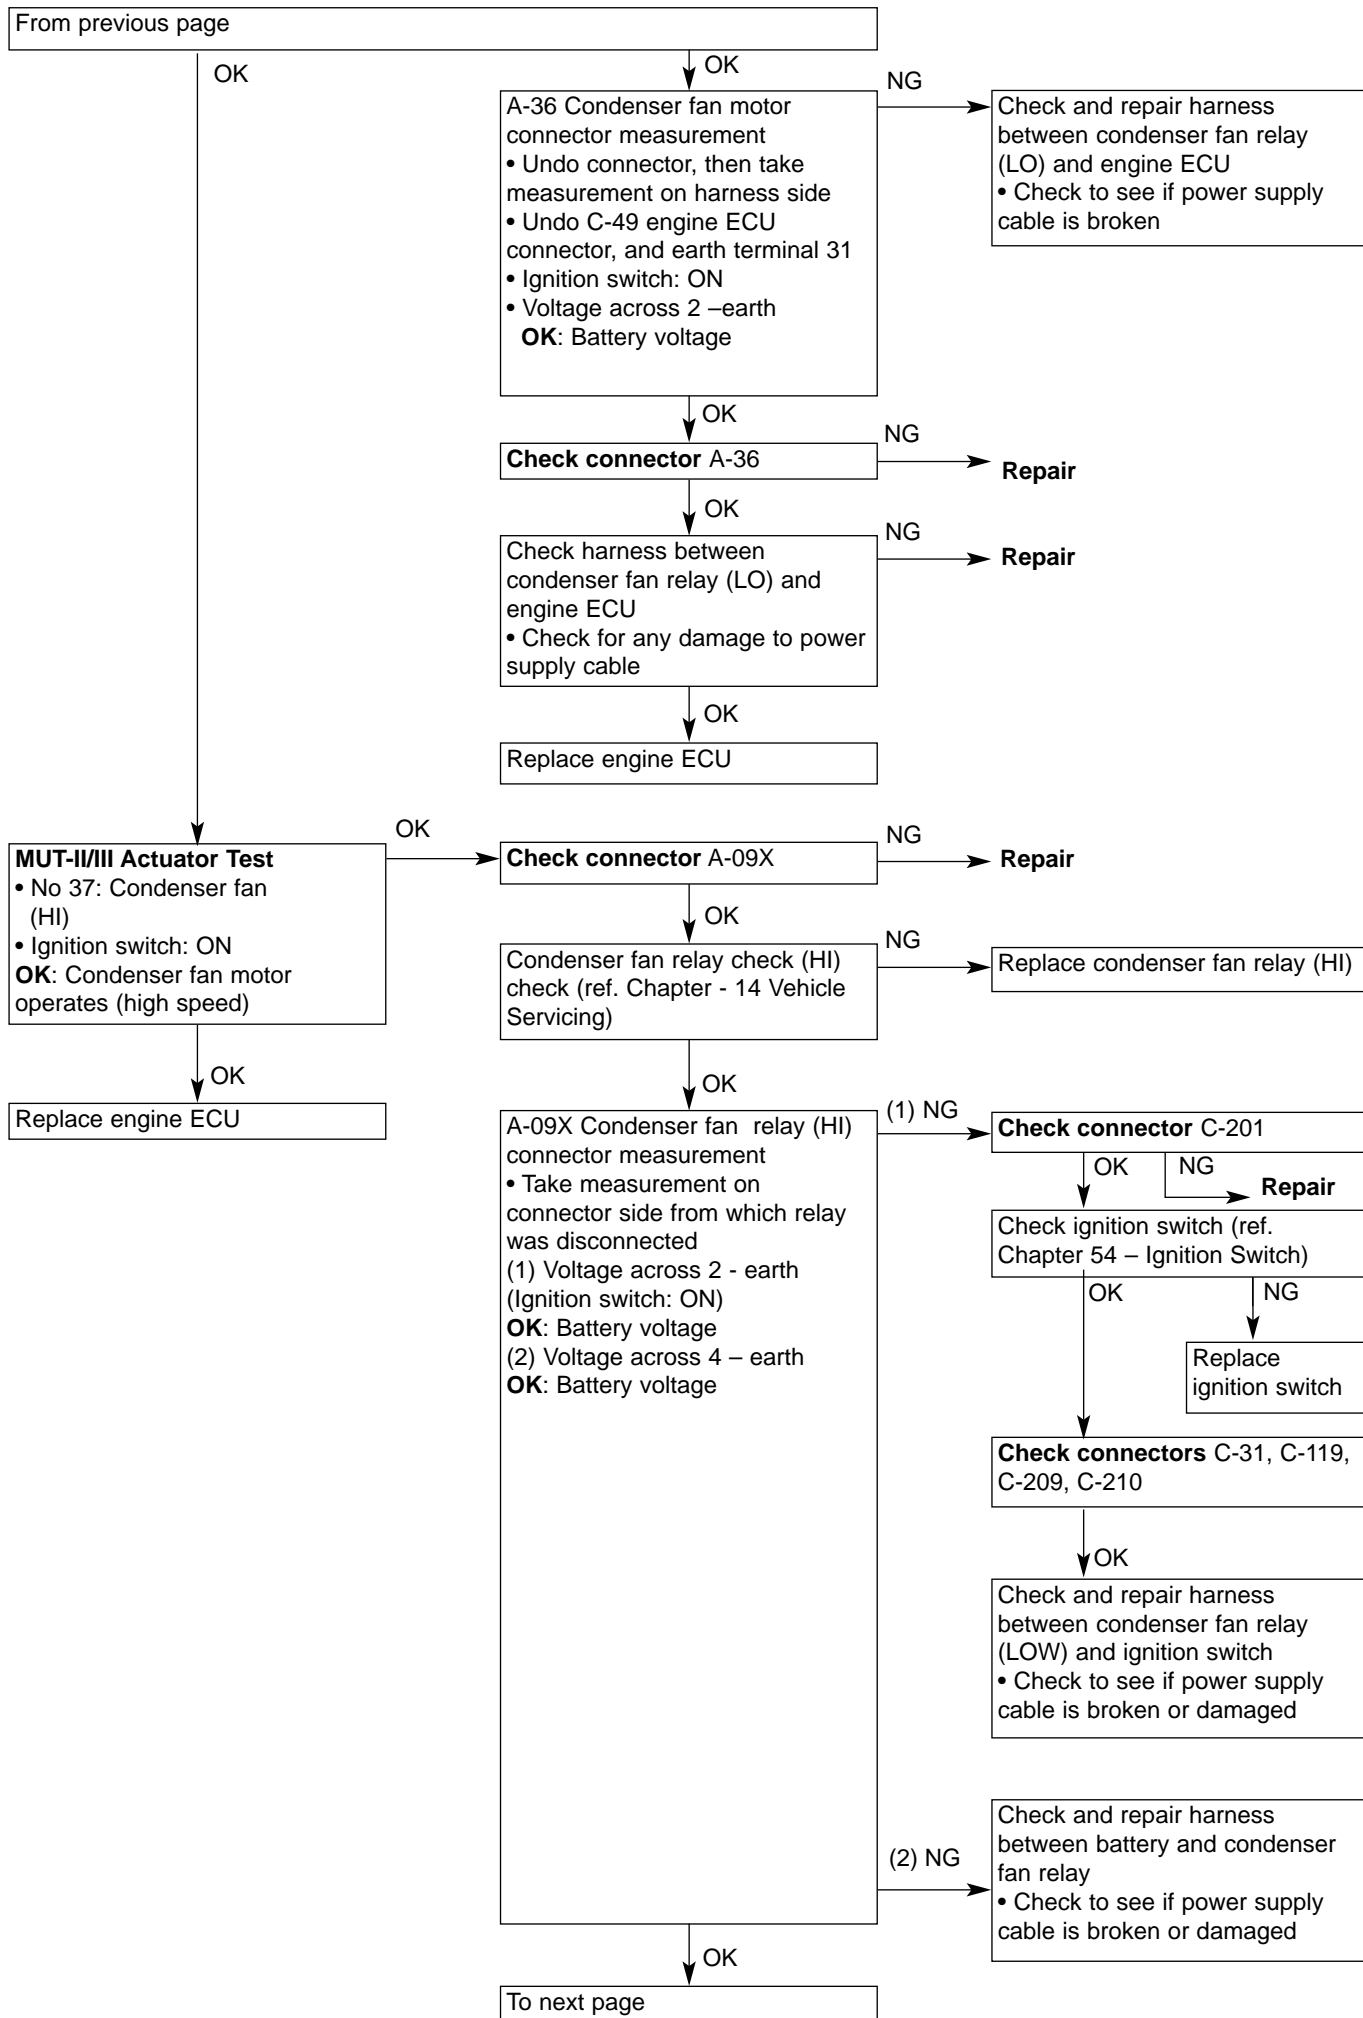 From previous page
OK
OK
A-36 Condenser fan motor
connector measurement
• Undo connector, then take
measurement on harness side
• Undo C-49 engine ECU
connector, and earth terminal 31
• Ignition switch: ON
• Voltage across 2 –earth
OK: Battery voltage
NG
Check and repair harness
between condenser fan relay
(LO) and engine ECU
• Check to see if power supply
cable is broken
OK
Check connector A-36
NG
Repair
OK
Check harness between
condenser fan relay (LO) and
engine ECU
• Check for any damage to power
supply cable
NG
Repair
OK
Replace engine ECU
MUT-II/III Actuator Test
• No 37: Condenser fan
(HI)
• Ignition switch: ON
OK: Condenser fan motor
operates (high speed)
OK
Check connector A-09X
NG
Repair
OK
Replace engine ECU
OK
Condenser fan relay check (HI)
check (ref. Chapter - 14 Vehicle
Servicing)
NG
Replace condenser fan relay (HI)
OK
A-09X Condenser fan  relay (HI)
connector measurement
• Take measurement on
connector side from which relay
was disconnected
(1) Voltage across 2 - earth
(Ignition switch: ON)
OK: Battery voltage
(2) Voltage across 4 – earth
OK: Battery voltage
(1) NG
Check connector C-201
OK
NG
Repair
Check ignition switch (ref.
Chapter 54 – Ignition Switch)
OK
NG
Replace
ignition switch
Check connectors C-31, C-119,
C-209, C-210
OK
Check and repair harness
between condenser fan relay
(LOW) and ignition switch
• Check to see if power supply
cable is broken or damaged
(2) NG
Check and repair harness
between battery and condenser
fan relay
• Check to see if power supply
cable is broken or damaged
OK
To next page